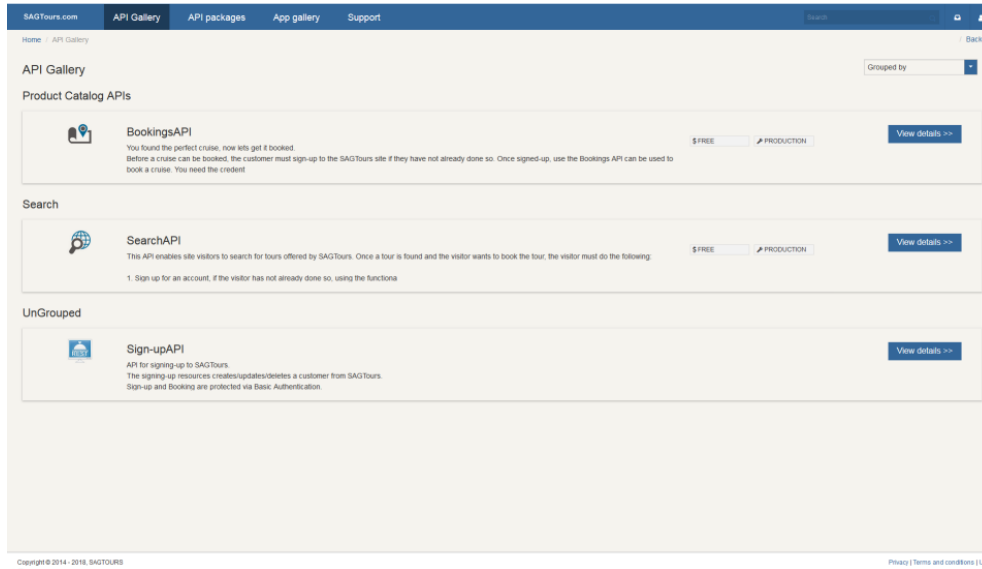 SAGTours.com API Gallery API packages App gallery Support Search
Home / API Gallery / Back
API Gallery
Grouped by
Product Catalog APIs
BookingsAPI
You found the perfect cruise, now lets get it booked.
Before a cruise can be booked, the customer must sign-up to the SAGTours site if they have not already done so. Once signed-up, use the Bookings API can be used to
book a cruise. You need the credent
$ FREE PRODUCTION
View details >>
Search
SearchAPI
This API enables site visitors to search for tours offered by SAGTours. Once a tour is found and the visitor wants to book the tour, the visitor must do the following:
1. Sign up for an account, if the visitor has not already done so, using the functiona
$ FREE PRODUCTION
View details >>
UnGrouped
REST
Sign-upAPI
API for signing-up to SAGTours.
The signing-up resources creates/updates/deletes a customer from SAGTours.
Sign-up and Booking are protected via Basic Authentication.
View details >>
Copyright © 2014 - 2018, SAGTOURS
Privacy | Terms and conditions |